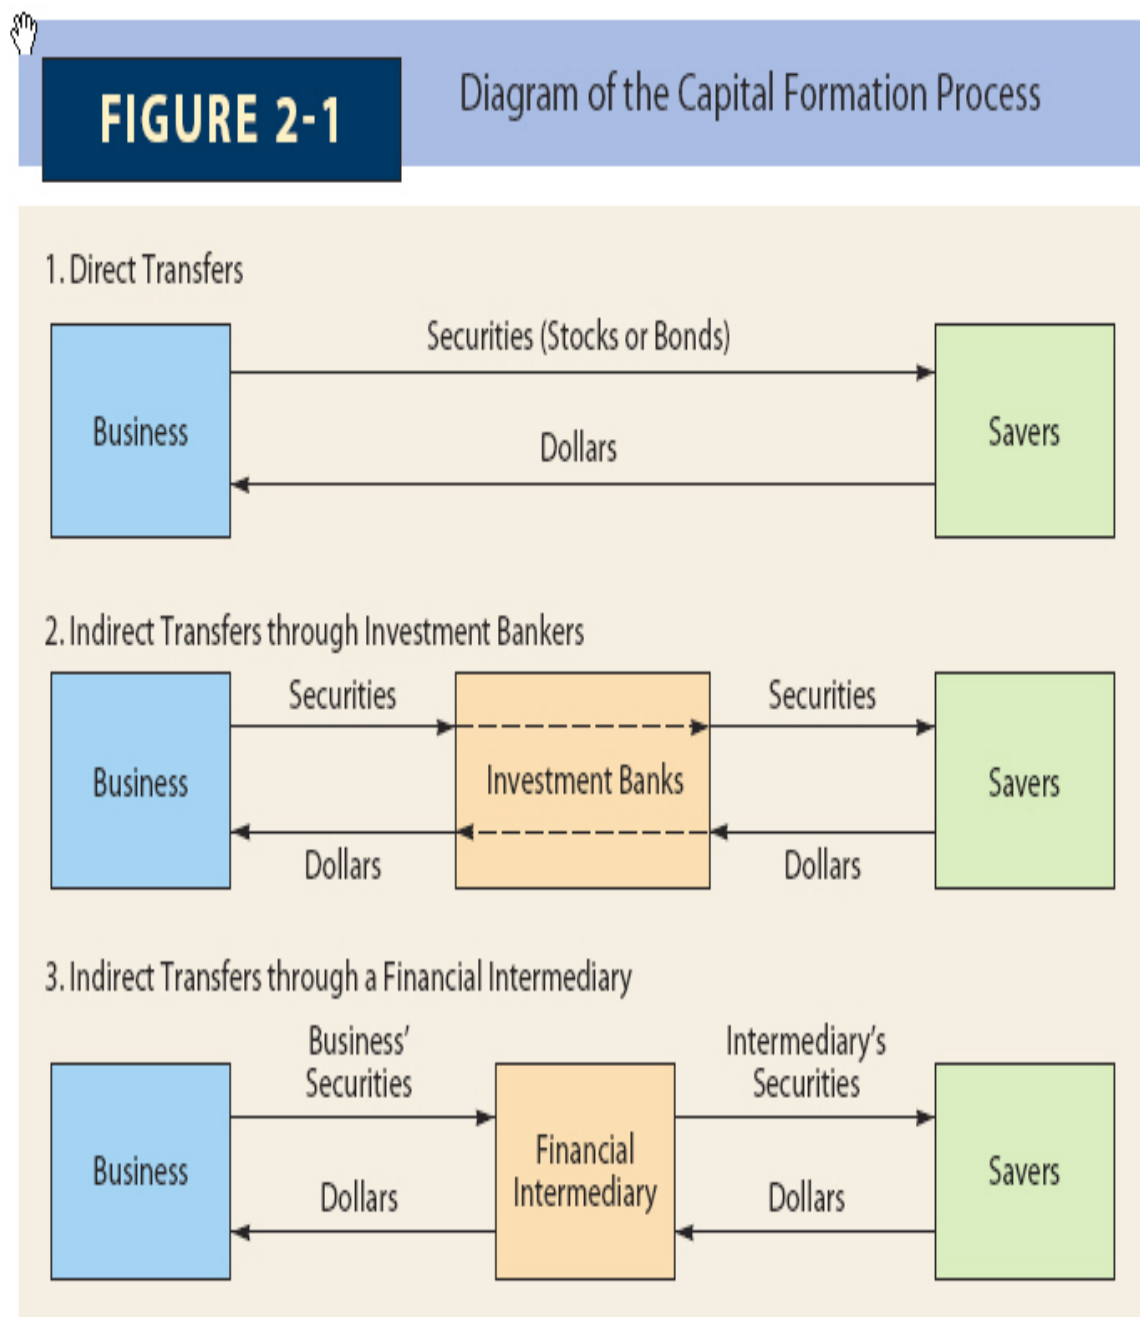 FIGURE 2-1
Diagram of the Capital Formation Process
1. Direct Transfers
Securities (Stocks or Bonds)
Business
Savers
Dollars
2. Indirect Transfers through Investment Bankers
Securities
Securities
Business
Investment Banks
Savers
Dollars
Dollars
3. Indirect Transfers through a Financial Intermediary
Business'
Securities
Intermediary's
Securities
Business
Financial
Intermediary
Savers
Dollars
Dollars